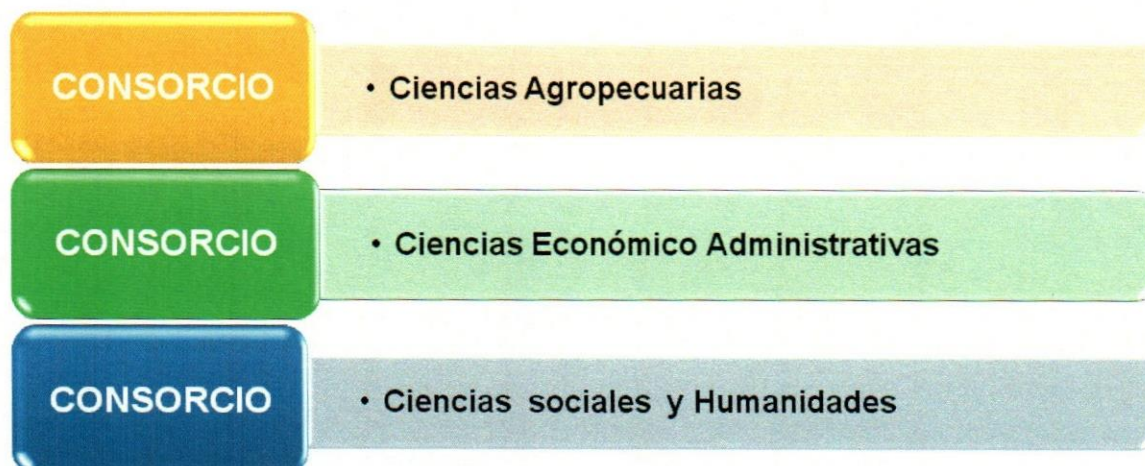 CONSORCIO
• Ciencias Agropecuarias
CONSORCIO
• Ciencias Económico Administrativas
CONSORCIO
• Ciencias sociales y Humanidades